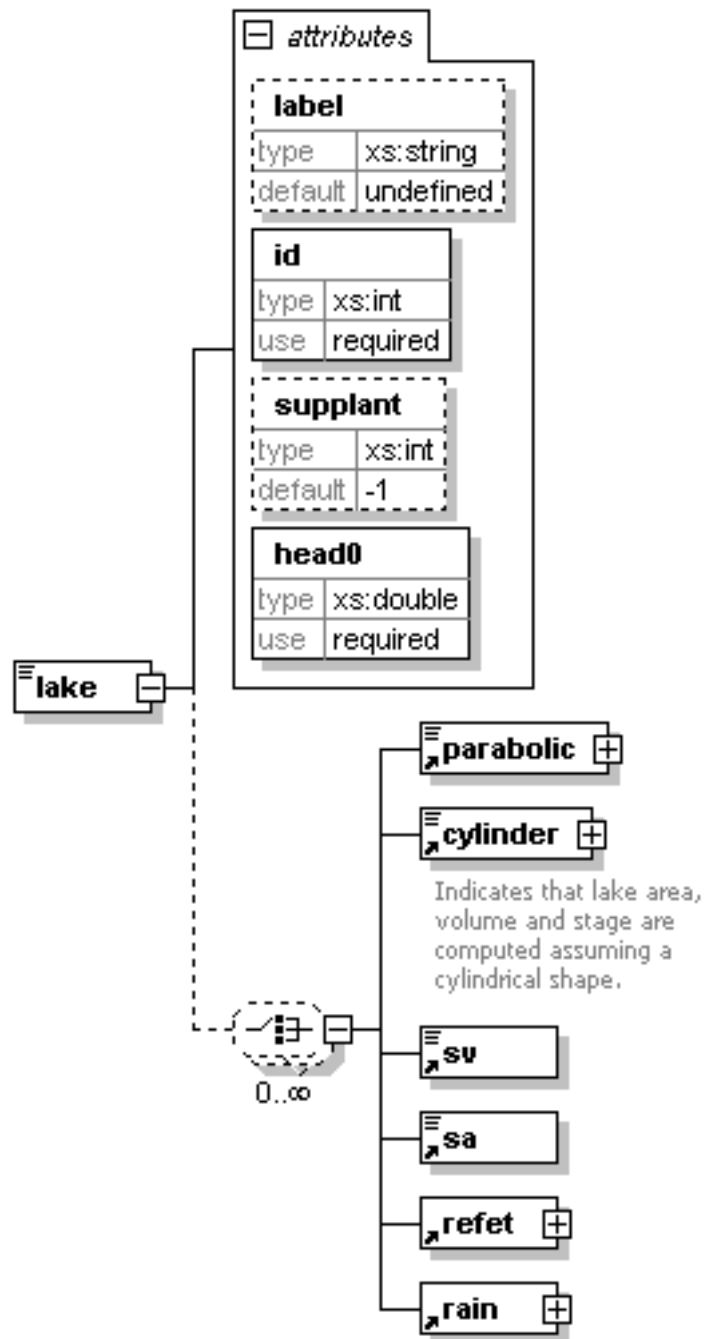 attributes
label
type xs:string
default undefined
id
type xs:int
use required
supplant
type xs:int
default -1
head0
type xs:double
use required
lake
parabolic
cylinder
Indicates that lake area,
volume and stage are
computed assuming a
cylindrical shape.
sv
0..∞
sa
refet
rain